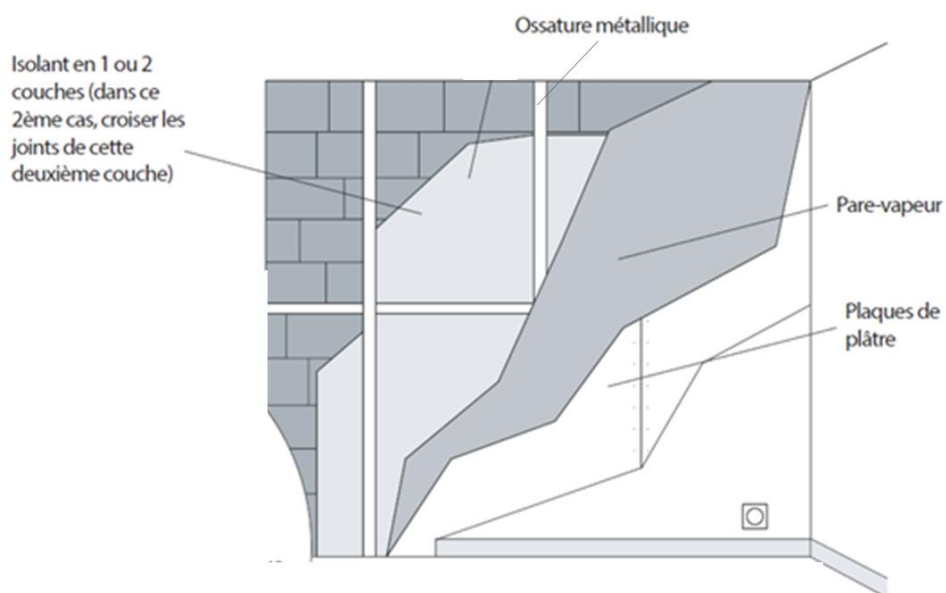 Ossature métallique
Isolant en 1 ou 2
couches (dans ce
2ème cas, croiser les
joints de cette
deuxième couche)
Pare-vapeur
Plaques de
plâtre